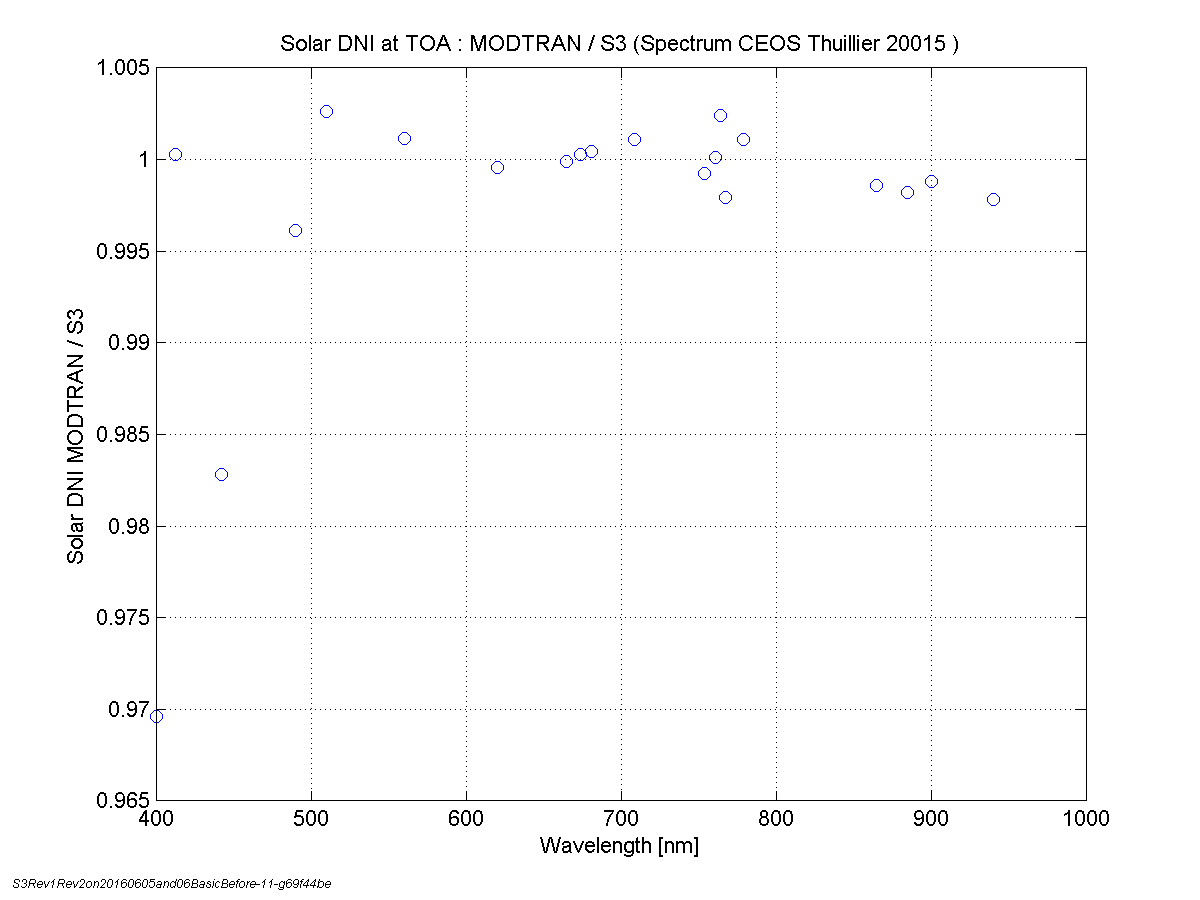 Solar DNI at TOA : MODTRAN / S3 (Spectrum CEOS Thuillier 20015 )
1.005
1
0.995
0.99
0.985
0.98
0.975
0.97
0.965
Solar DNI MODTRAN / S3
400 500 600 700 800 900 1000
Wavelength [nm]
S3Rev1Rev2on20160605and06BasicBefore-11-g69f44be